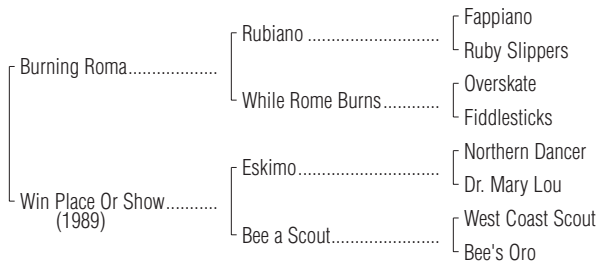 Fappiano
Rubiano ..................
Ruby Slippers
Burning Roma..................
Overskate
While Rome Burns...........
Fiddlesticks
Northern Dancer
Eskimo............................
Dr. Mary Lou
Win Place Or Show..........
(1989)
West Coast Scout
Bee a Scout.....................
Bee's Oro